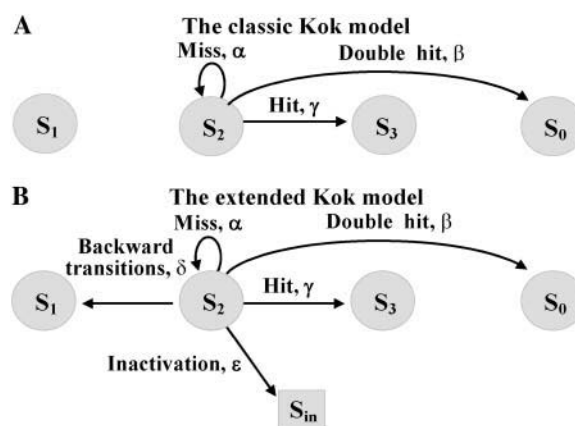 A
The classic Kok model
Miss, α
Double hit, β
Hit, γ
S₁
S₂
S₃
S₀
B
The extended Kok model
Miss, α
Double hit, β
Backward
transitions, δ
Hit, γ
S₁
S₂
S₃
S₀
Inactivation, ε
Sᵢₙ